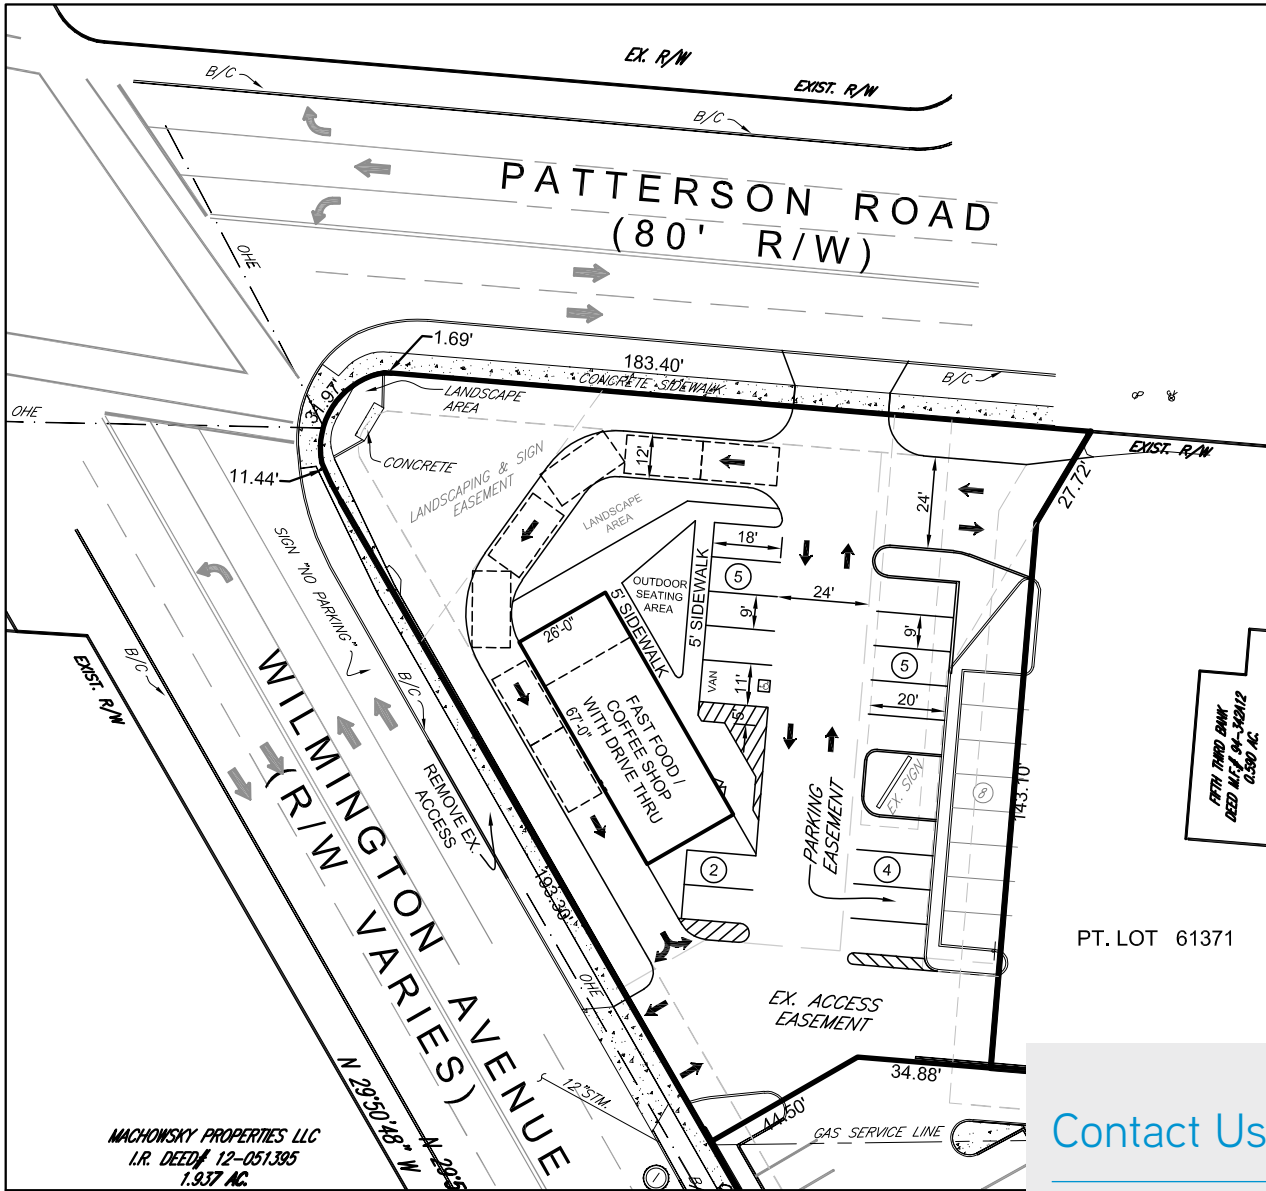 EX. R/W
EXIST. R/W
B/C
B/C
PATTERSON ROAD
(80' R/W)
OHE
1.69'
183.40'
CONCRETE SIDEWALK
B/C
31.97'
LANDSCAPE
AREA
OHE
CONCRETE
11.44'
LANDSCAPING & SIGN
EASEMENT
12'
LANDSCAPE
AREA
EXIST. R/W
27.72'
24'
SIGN "NO PARKING"
18'
5
OUTDOOR
SEATING
AREA
5' SIDEWALK
5' SIDEWALK
24'
9'
9'
5
26'-0"
VAN
11'
20'
5'
EXIST. R/W
B/C
B/C
WILMINGTON AVENUE
(R/W VARIES)
FAST FOOD /
COFFEE SHOP
WITH DRIVE THRU
67'-0"
REMOVE EX.
ACCESS
EX. SIGN
8
143.10'
FIFTH THIRD BANK
DEED M.F.# 94-342A12
0.590 AC.
PARKING
EASEMENT
2
4
193.30'
PT. LOT 61371
OHE
EX. ACCESS
EASEMENT
34.88'
44.50'
12"STM.
GAS SERVICE LINE
N 29°50'48" W
N 29°5
MACHOWSKY PROPERTIES LLC
I.R. DEED# 12-051395
1.937 AC.
Contact Us